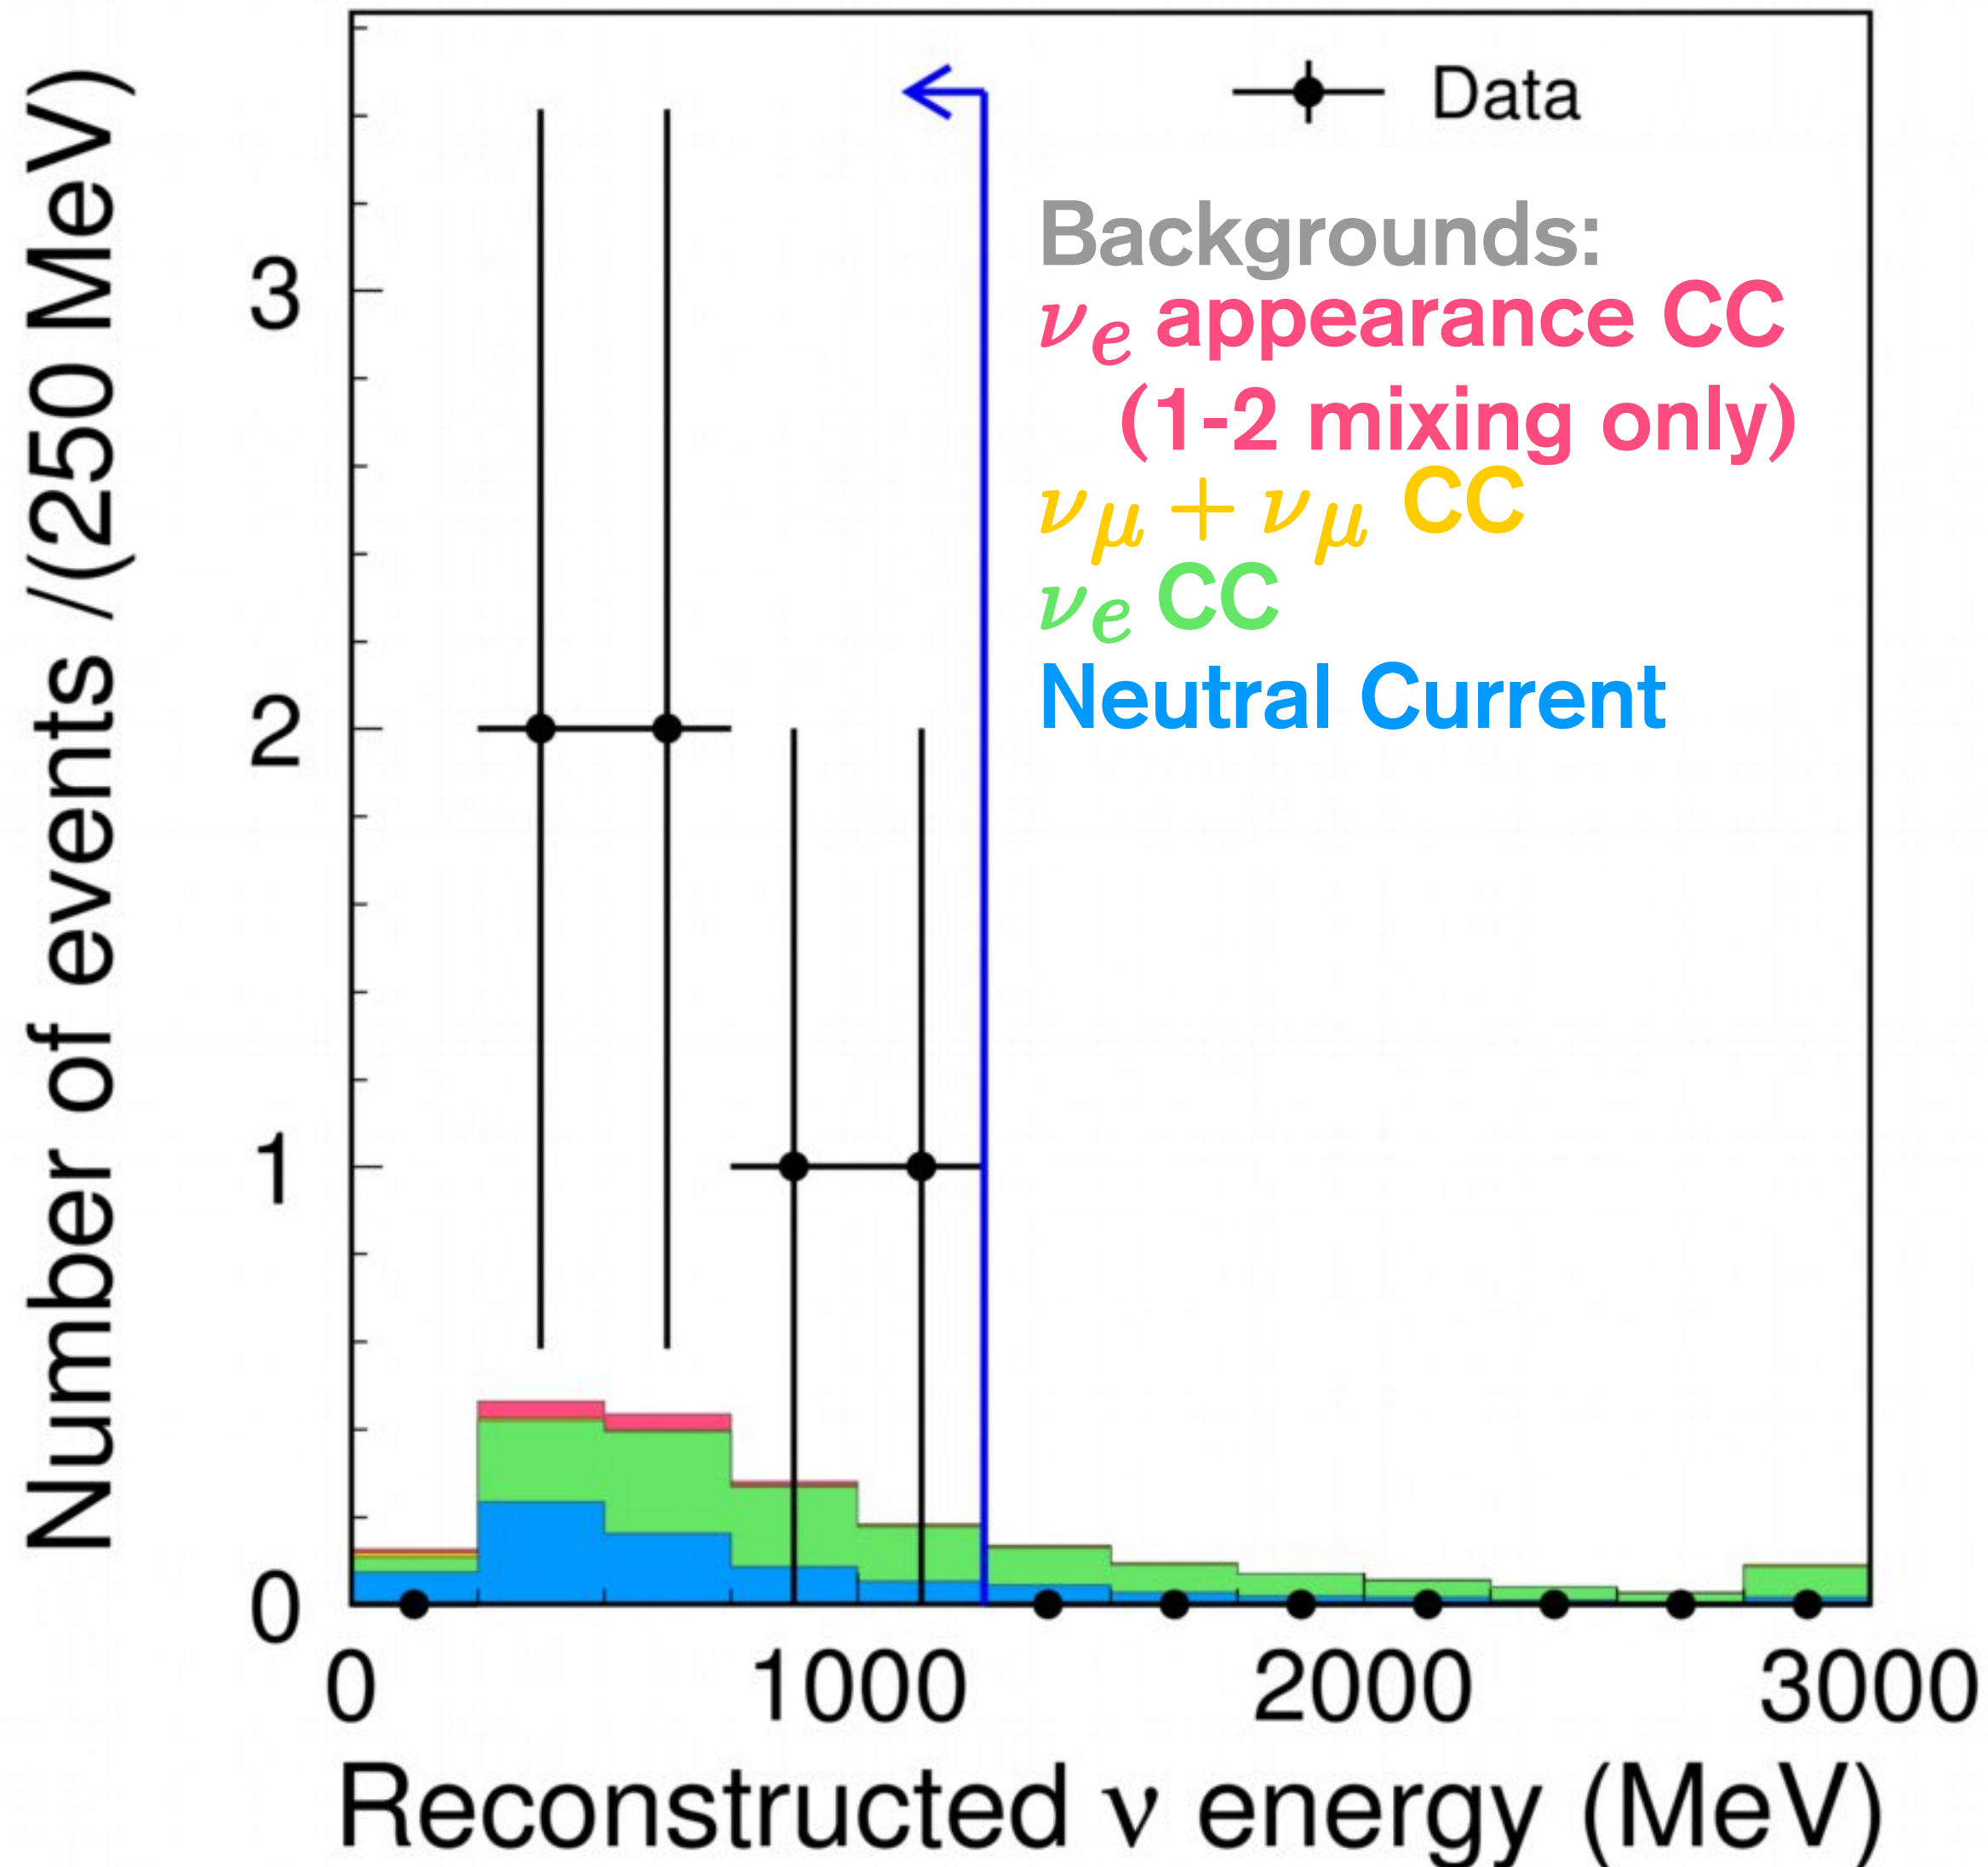 Number of events /(250 MeV)
3
2
1
0
Data
Backgrounds:
νe appearance CC
(1-2 mixing only)
νμ + νμ CC
νe CC
Neutral Current
0 1000 2000 3000
Reconstructed ν energy (MeV)